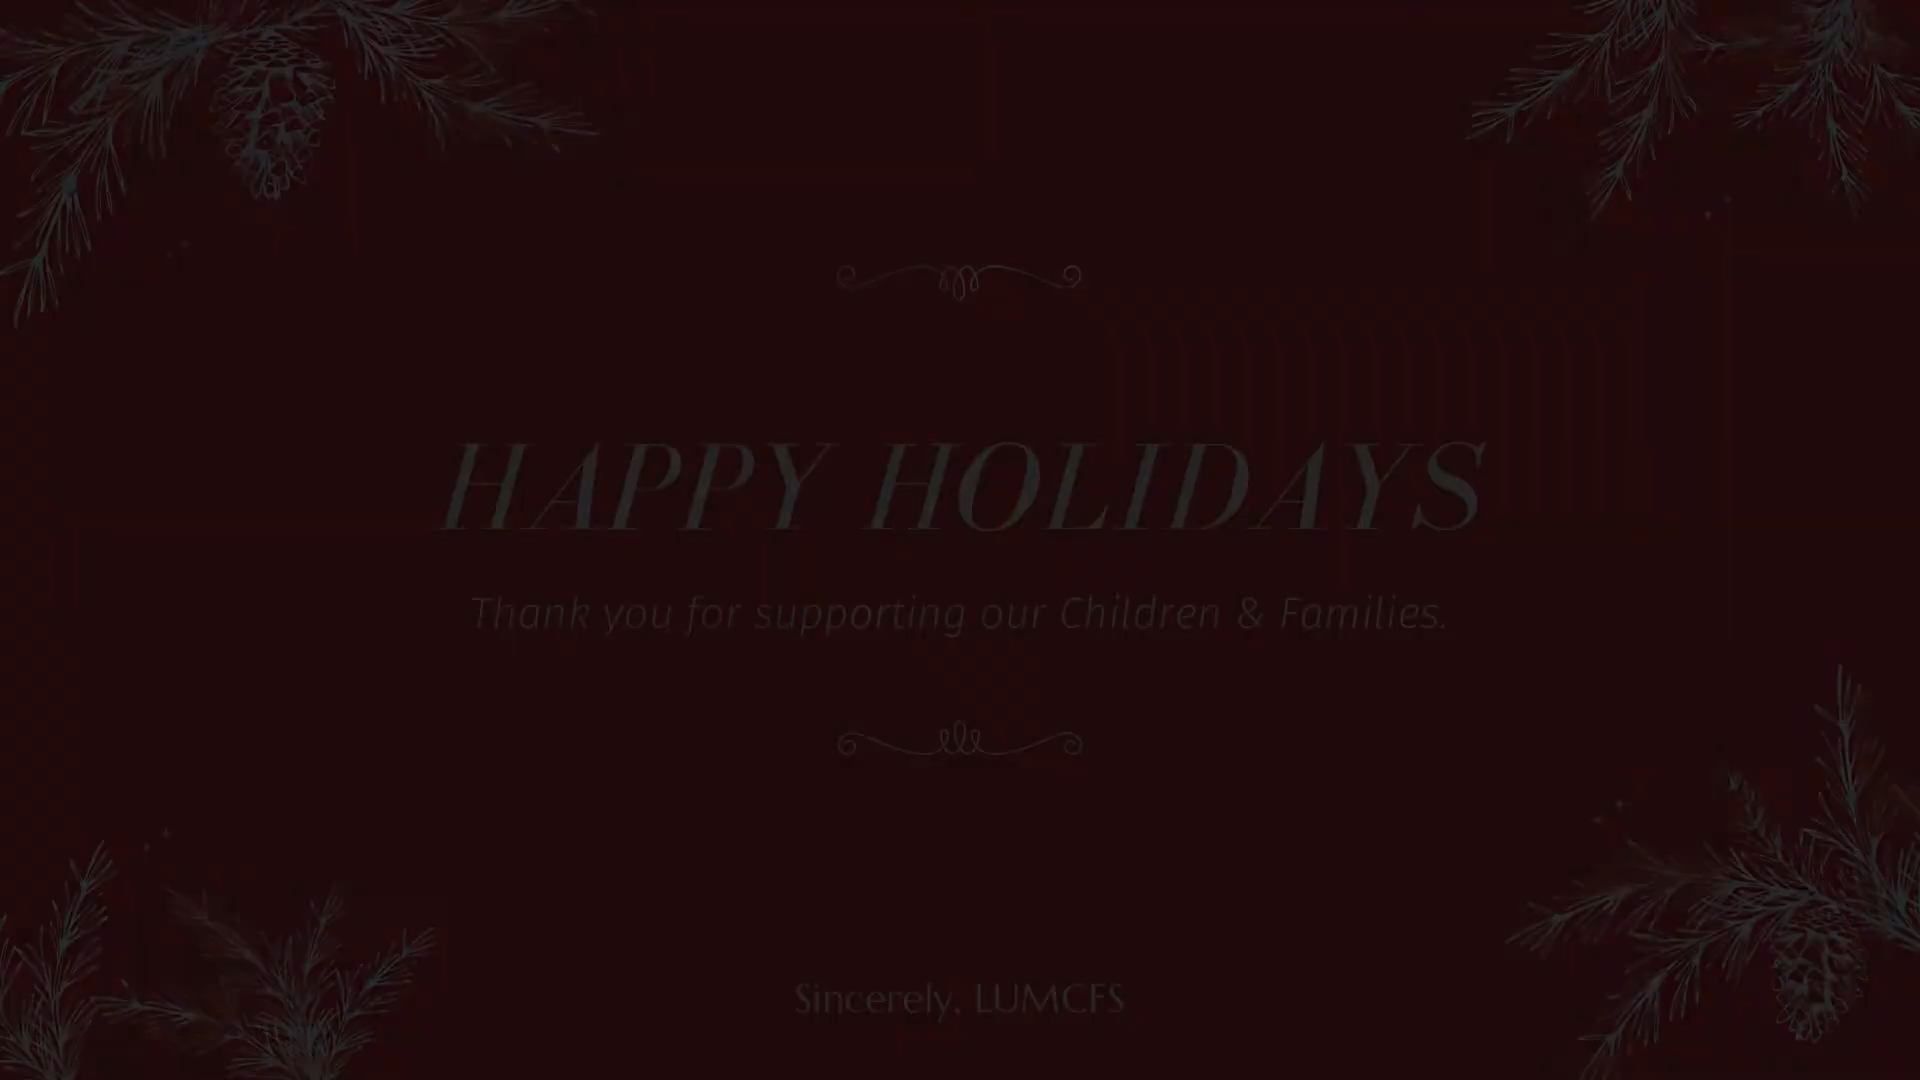 HAPPY HOLIDAYS
Thank you for supporting our Children & Families.
Sincerely, LUMCFS